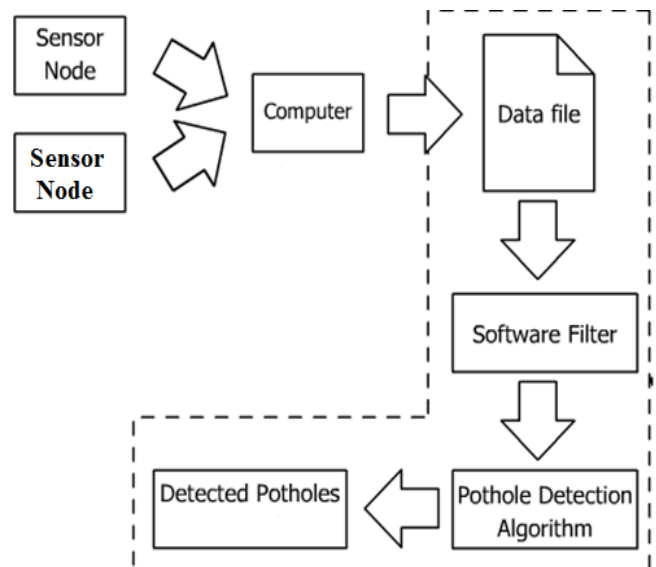 Sensor
Node
Sensor
Node
Computer
Data file
Software Filter
Pothole Detection
Algorithm
Detected Potholes